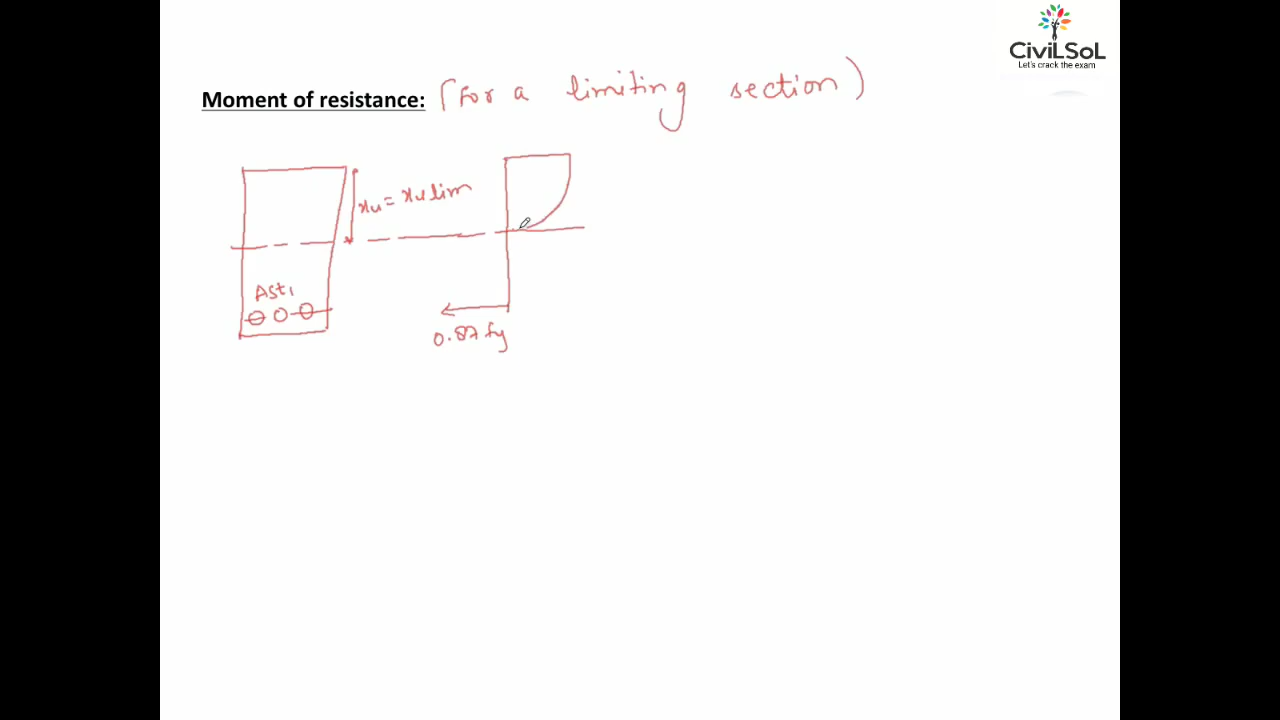 CiViLSoL
Let's crack the exam
Moment of resistance: (For a limiting section)
xu = xu lim
Ast1
0.87 fy